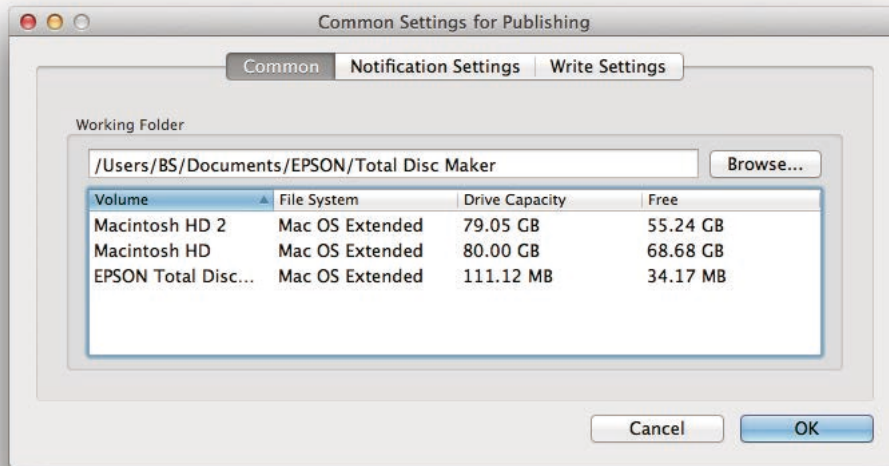 Common Settings for Publishing
Common Notification Settings Write Settings
Working Folder
/Users/BS/Documents/EPSON/Total Disc Maker Browse...
Volume File System Drive Capacity Free
Macintosh HD 2 Mac OS Extended 79.05 GB 55.24 GB
Macintosh HD Mac OS Extended 80.00 GB 68.68 GB
EPSON Total Disc... Mac OS Extended 111.12 MB 34.17 MB
Cancel OK